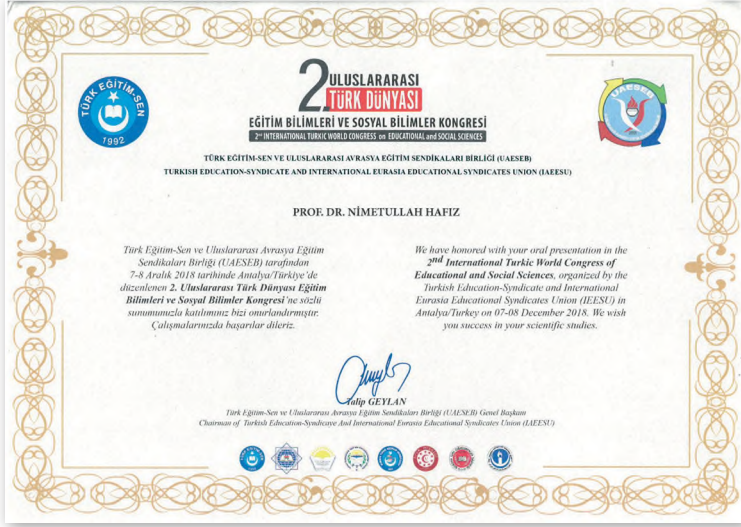 TÜRK EĞİTİM-SEN
1992
2.
ULUSLARARASI
TÜRK DÜNYASI
EĞİTİM BİLİMLERİ VE SOSYAL BİLİMLER KONGRESİ
2nd INTERNATIONAL TURKIC WORLD CONGRESS on EDUCATIONAL and SOCIAL SCIENCES
UAESEB
TÜRK EĞİTİM-SEN VE ULUSLARARASI AVRASYA EĞİTİM SENDİKALARI BİRLİĞİ (UAESEB)
TURKISH EDUCATION-SYNDICATE AND INTERNATIONAL EURASIA EDUCATIONAL SYNDICATES UNION (IAEESU)
PROF. DR. NİMETULLAH HAFIZ
Türk Eğitim-Sen ve Uluslararası Avrasya Eğitim
Sendikaları Birliği (UAESEB) tarafından
7-8 Aralık 2018 tarihinde Antalya/Türkiye'de
düzenlenen 2. Uluslararası Türk Dünyası Eğitim
Bilimleri ve Sosyal Bilimler Kongresi'ne sözlü
sunumunuzla katılımınız bizi onurlandırmıştır.
Çalışmalarınızda başarılar dileriz.
We have honored with your oral presentation in the
2nd International Turkic World Congress of
Educational and Social Sciences, organized by the
Turkish Education-Syndicate and International
Eurasia Educational Syndicates Union (IEESU) in
Antalya/Turkey on 07-08 December 2018. We wish
you success in your scientific studies.
Talip GEYLAN
Türk Eğitim-Sen ve Uluslararası Avrasya Eğitim Sendikaları Birliği (UAESEB) Genel Başkanı
Chairman of Turkish Education-Syndicaye And International Eurasia Educational Syndicates Union (IAEESU)